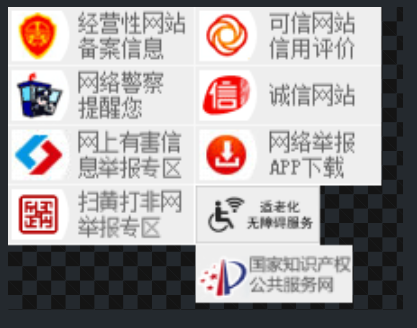 经营性网站
备案信息
可信网站
信用评价
网络警察
提醒您
信
诚信网站
网上有害信
息举报专区
网络举报
APP下载
扫黄打非网
举报专区
适老化
无障碍服务
国家知识产权
公共服务网